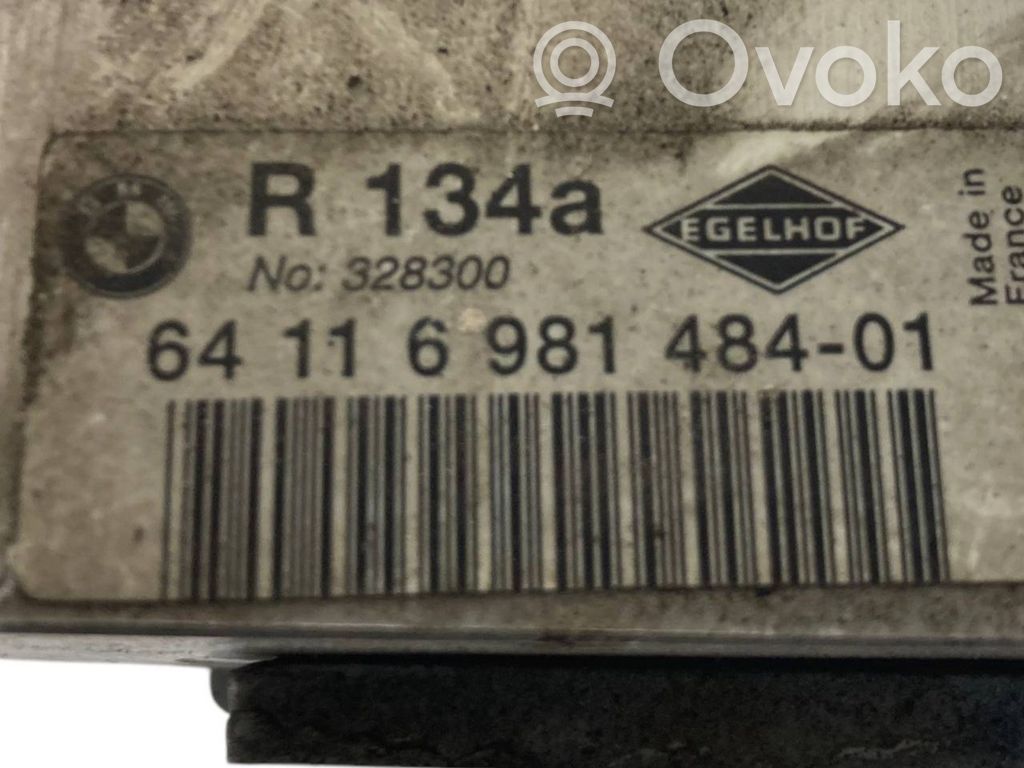 Ovoko
R 134a
EGELHOF
Made in
France
No: 328300
64 11 6 981 484-01